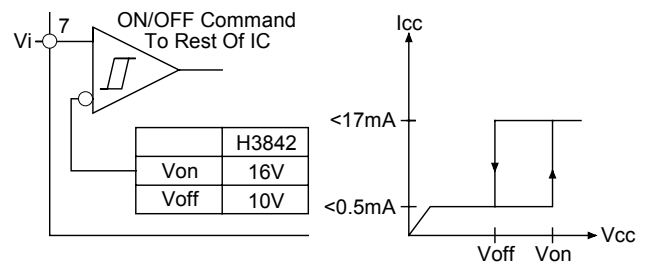 ON/OFF Command
To Rest Of IC
7
Vi
H3842
Von 16V
Voff 10V
Icc
<17mA
<0.5mA
Vcc
Voff Von